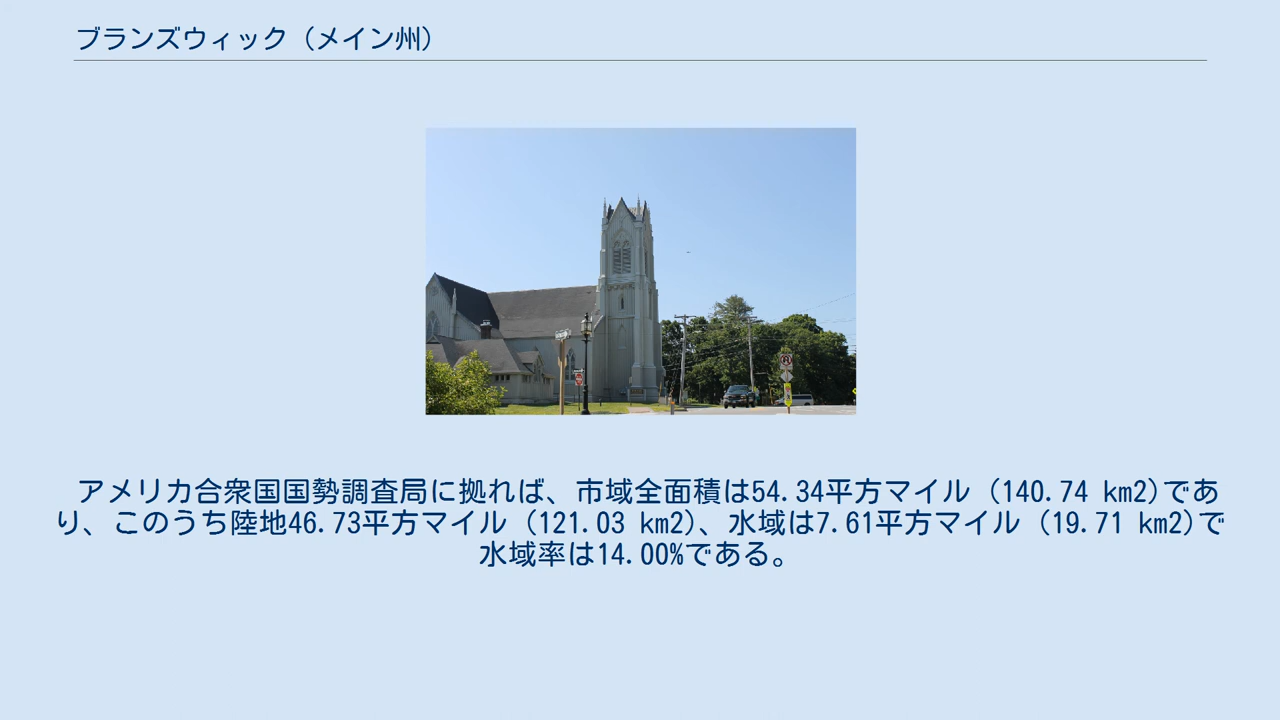 ブランズウィック（メイン州）
アメリカ合衆国国勢調査局に拠れば、市域全面積は54.34平方マイル (140.74 km2)であ
り、このうち陸地46.73平方マイル (121.03 km2)、水域は7.61平方マイル (19.71 km2)で
水域率は14.00%である。